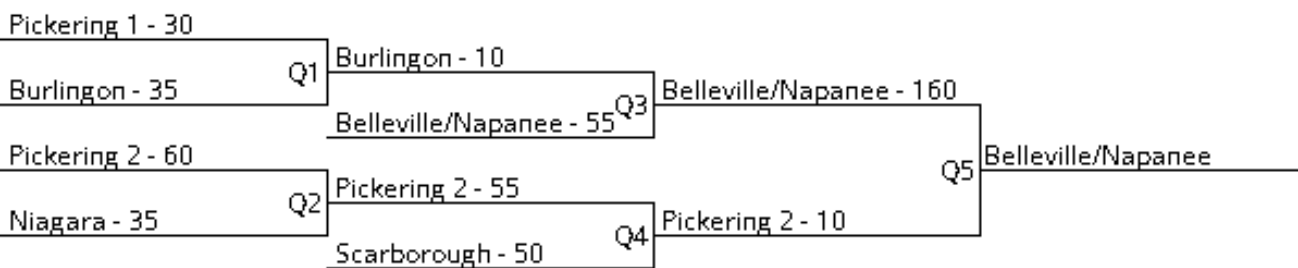 Pickering 1 - 30
Q1
Burlingon - 35
Burlingon - 10
Q3
Belleville/Napanee - 55
Belleville/Napanee - 160
Pickering 2 - 60
Q2
Niagara - 35
Pickering 2 - 55
Q4
Scarborough - 50
Pickering 2 - 10
Q5
Belleville/Napanee